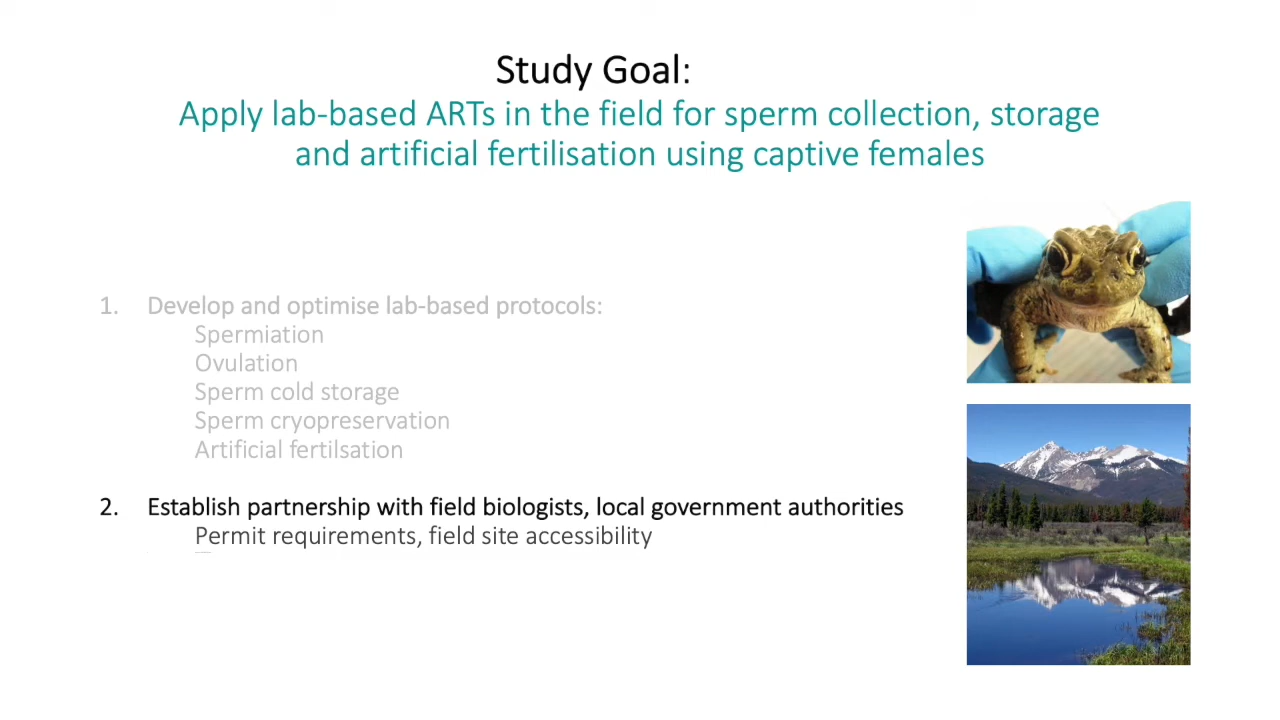 Study Goal:
Apply lab-based ARTs in the field for sperm collection, storage
and artificial fertilisation using captive females
1. Develop and optimise lab-based protocols:
Spermiation
Ovulation
Sperm cold storage
Sperm cryopreservation
Artificial fertilsation
2. Establish partnership with field biologists, local government authorities
Permit requirements, field site accessibility